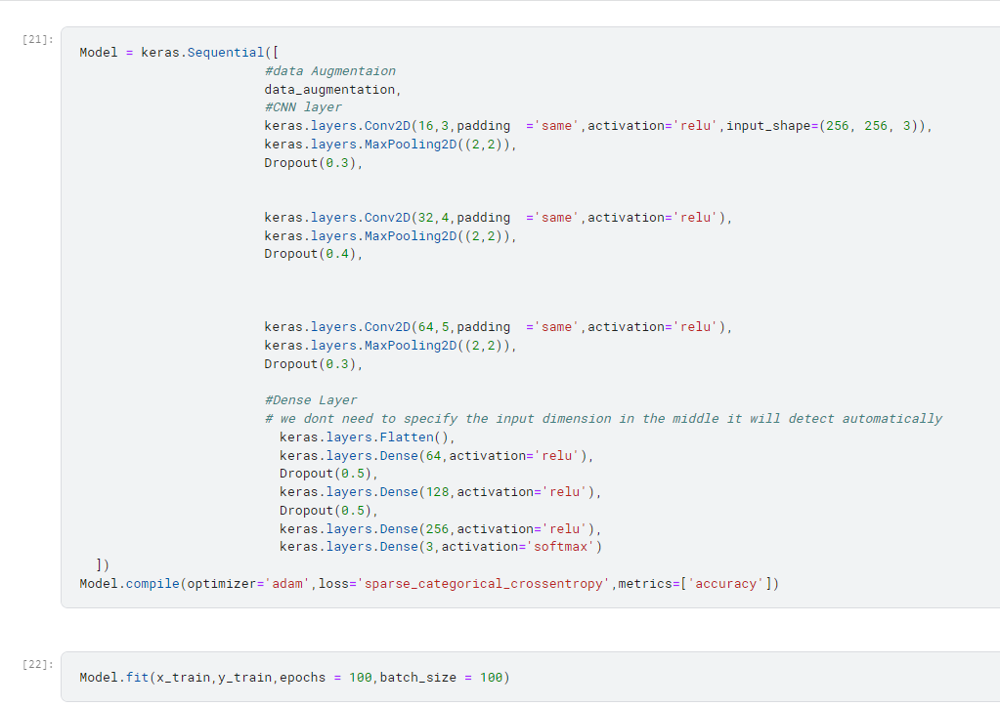 [21]:
Model = keras.Sequential([
#data Augmentaion
data_augmentation,
#CNN layer
keras.layers.Conv2D(16,3,padding  ='same',activation='relu',input_shape=(256, 256, 3)),
keras.layers.MaxPooling2D((2,2)),
Dropout(0.3),
keras.layers.Conv2D(32,4,padding  ='same',activation='relu'),
keras.layers.MaxPooling2D((2,2)),
Dropout(0.4),
keras.layers.Conv2D(64,5,padding  ='same',activation='relu'),
keras.layers.MaxPooling2D((2,2)),
Dropout(0.3),
#Dense Layer
# we dont need to specify the input dimension in the middle it will detect automatically
keras.layers.Flatten(),
keras.layers.Dense(64,activation='relu'),
Dropout(0.5),
keras.layers.Dense(128,activation='relu'),
Dropout(0.5),
keras.layers.Dense(256,activation='relu'),
keras.layers.Dense(3,activation='softmax')
])
Model.compile(optimizer='adam',loss='sparse_categorical_crossentropy',metrics=['accuracy'])
[22]:
Model.fit(x_train,y_train,epochs = 100,batch_size = 100)